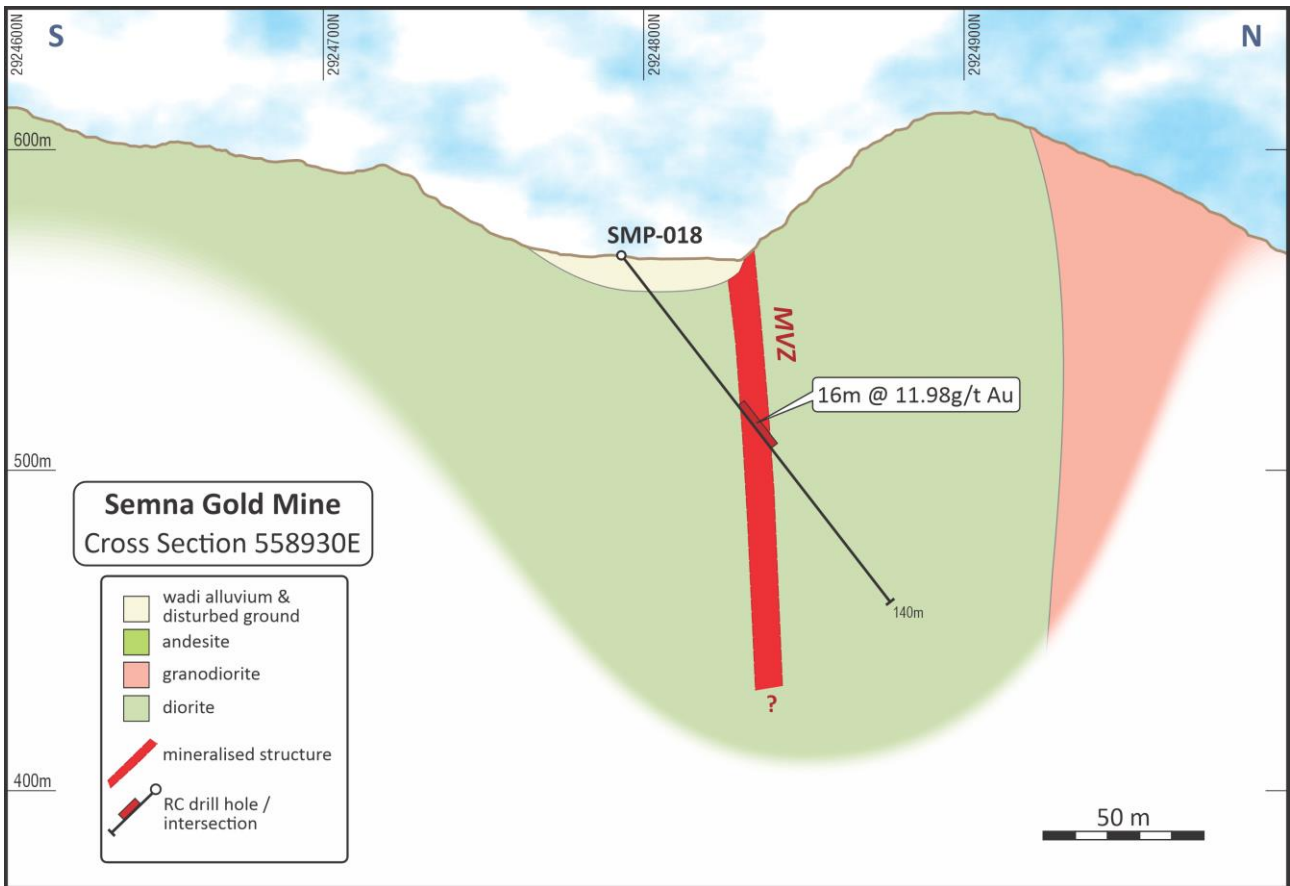 2924600N
2924700N
2924800N
2924900N
S
N
600m
500m
400m
SMP-018
MVZ
16m @ 11.98g/t Au
140m
?
Semna Gold Mine
Cross Section 558930E
wadi alluvium &
disturbed ground
andesite
granodiorite
diorite
mineralised structure
RC drill hole /
intersection
50 m